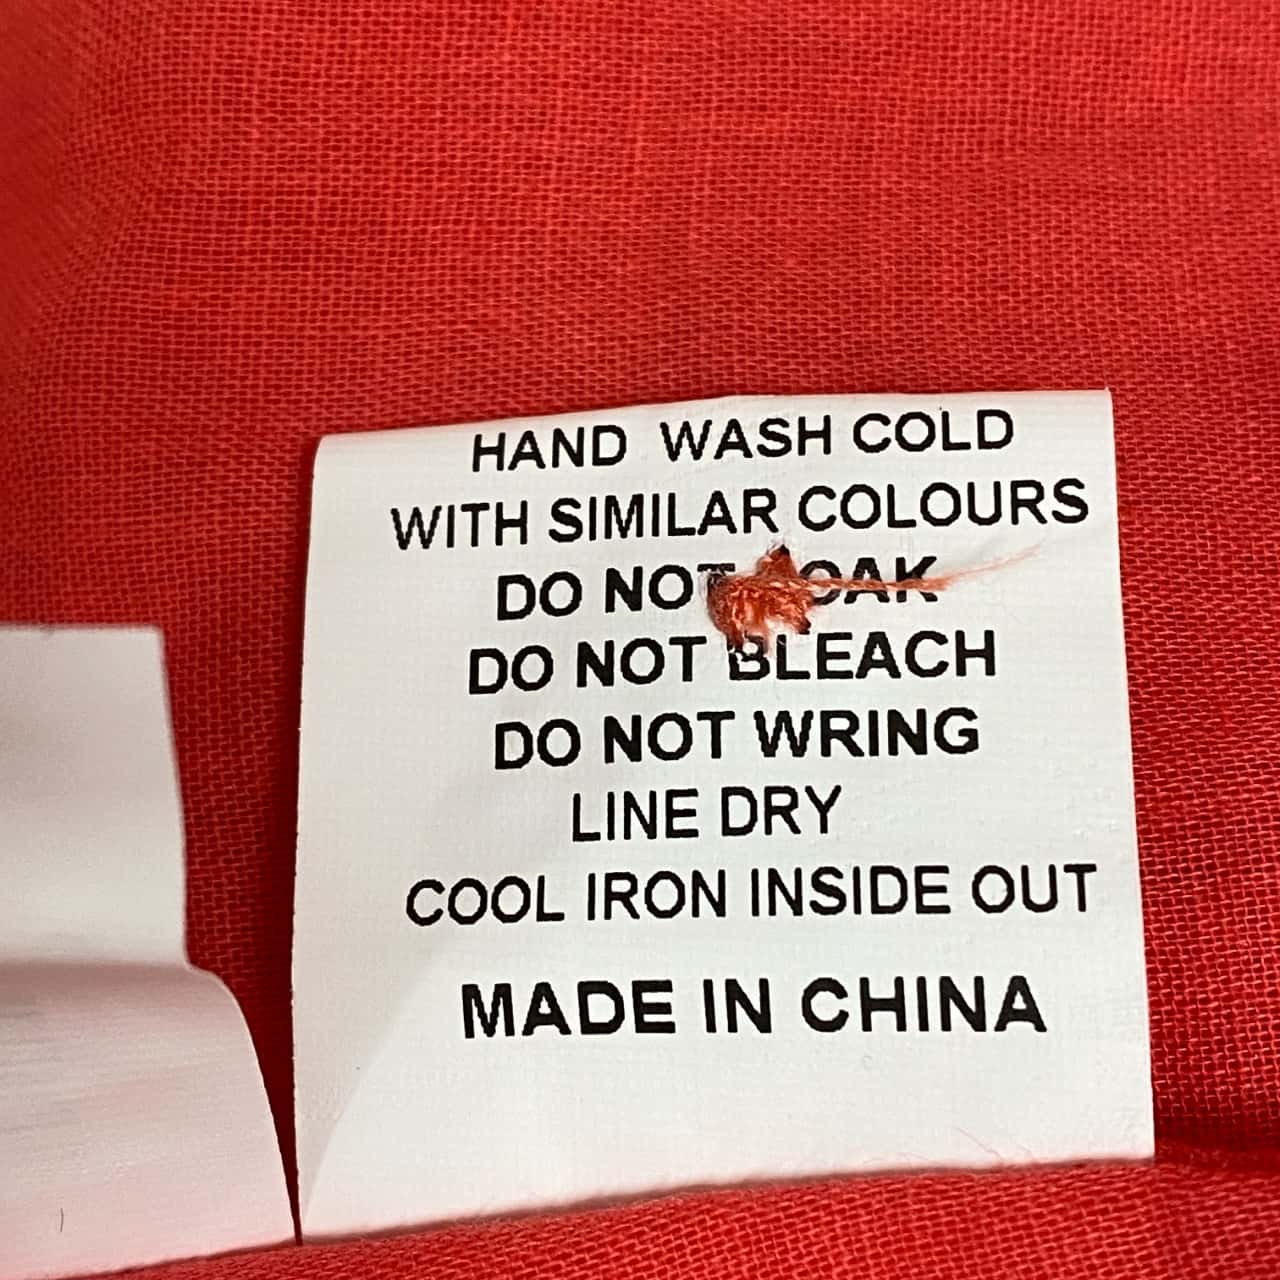 HAND WASH COLD
WITH SIMILAR COLOURS
DO NOT SOAK
DO NOT BLEACH
DO NOT WRING
LINE DRY
COOL IRON INSIDE OUT
MADE IN CHINA